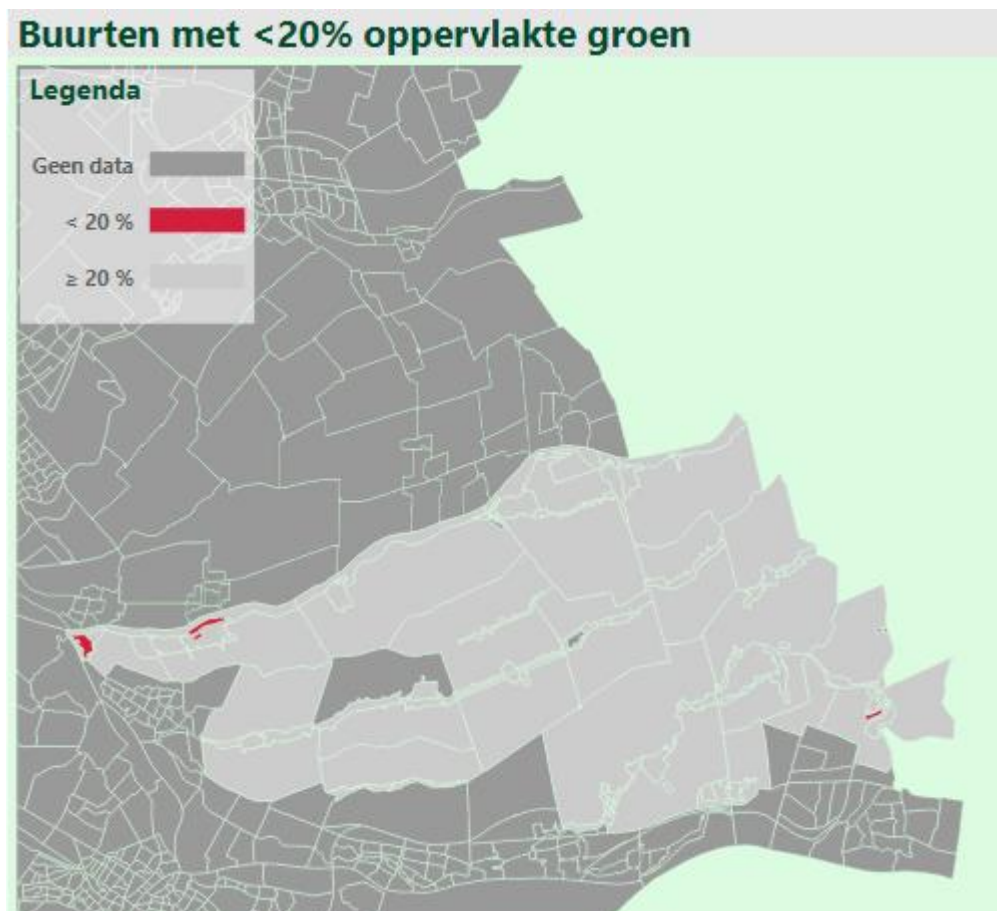 Buurten met <20% oppervlakte groen
Legenda
Geen data
< 20 %
≥ 20 %